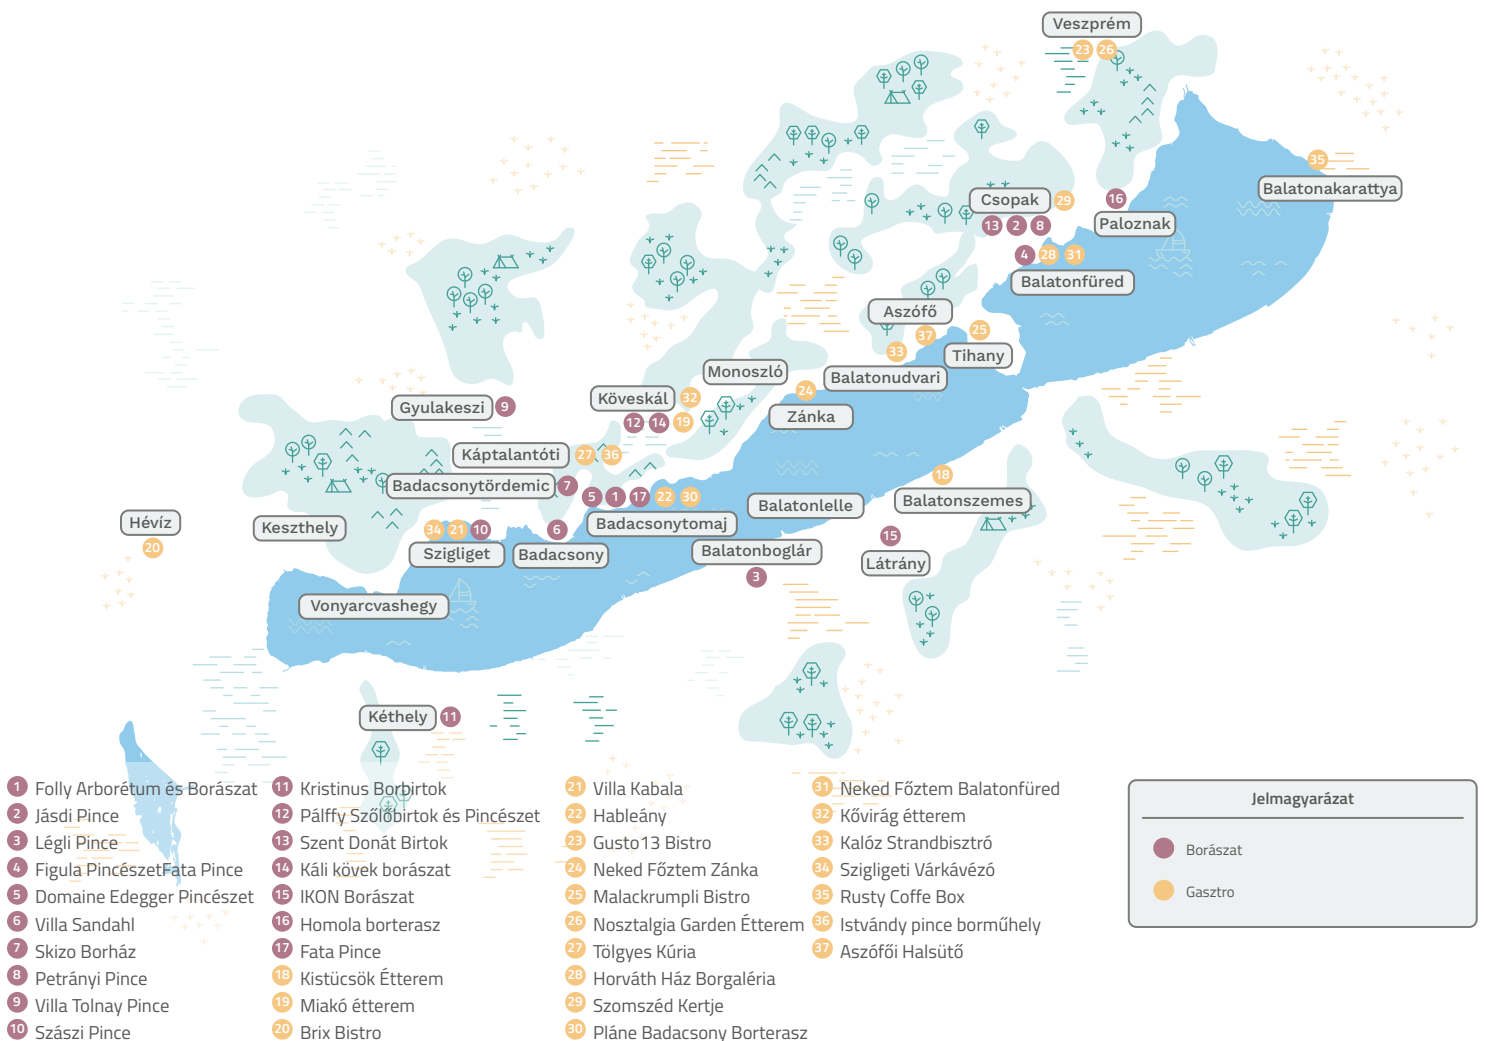 Veszprém
23 26
35
Balatonakarattya
Csopak 29
13 2 8
16
Paloznak
4 28 31
Balatonfüred
Aszófő
37
33
25
Tihany
Balatonudvari
Monoszló
24
Zánka
Köveskál 32
12 14 19
Gyulakeszi 9
Káptalantóti 27 36
Badacsonytördemic 7
5 1 17 22 30
Badacsonytomaj
18
Balatonszemes
Balatonlelle
Hévíz
20
Keszthely
34 21 10
Szigliget
6
Badacsony
Balatonboglár
3
15
Látrány
Vonyarcvashegy
Kéthely 11
1 Folly Arborétum és Borászat
2 Jásdi Pince
3 Légli Pince
4 Figula PincészetFata Pince
5 Domaine Edegger Pincészet
6 Villa Sandahl
7 Skizo Borház
8 Petrányi Pince
9 Villa Tolnay Pince
10 Szászi Pince
11 Kristinus Borbirtok
12 Pálffy Szőlőbirtok és Pincészet
13 Szent Donát Birtok
14 Káli kövek borászat
15 IKON Borászat
16 Homola borterasz
17 Fata Pince
18 Kistücsök Étterem
19 Miakó étterem
20 Brix Bistro
21 Villa Kabala
22 Hableány
23 Gusto13 Bistro
24 Neked Főztem Zánka
25 Malackrumpli Bistro
26 Nosztalgia Garden Étterem
27 Tölgyes Kúria
28 Horváth Ház Borgaléria
29 Szomszéd Kertje
30 Pláne Badacsony Borterasz
31 Neked Főztem Balatonfüred
32 Kővirág étterem
33 Kalóz Strandbisztró
34 Szigligeti Várkávézó
35 Rusty Coffe Box
36 Istvándy pince borműhely
37 Aszófői Halsütő
Jelmagyarázat
Borászat
Gasztro